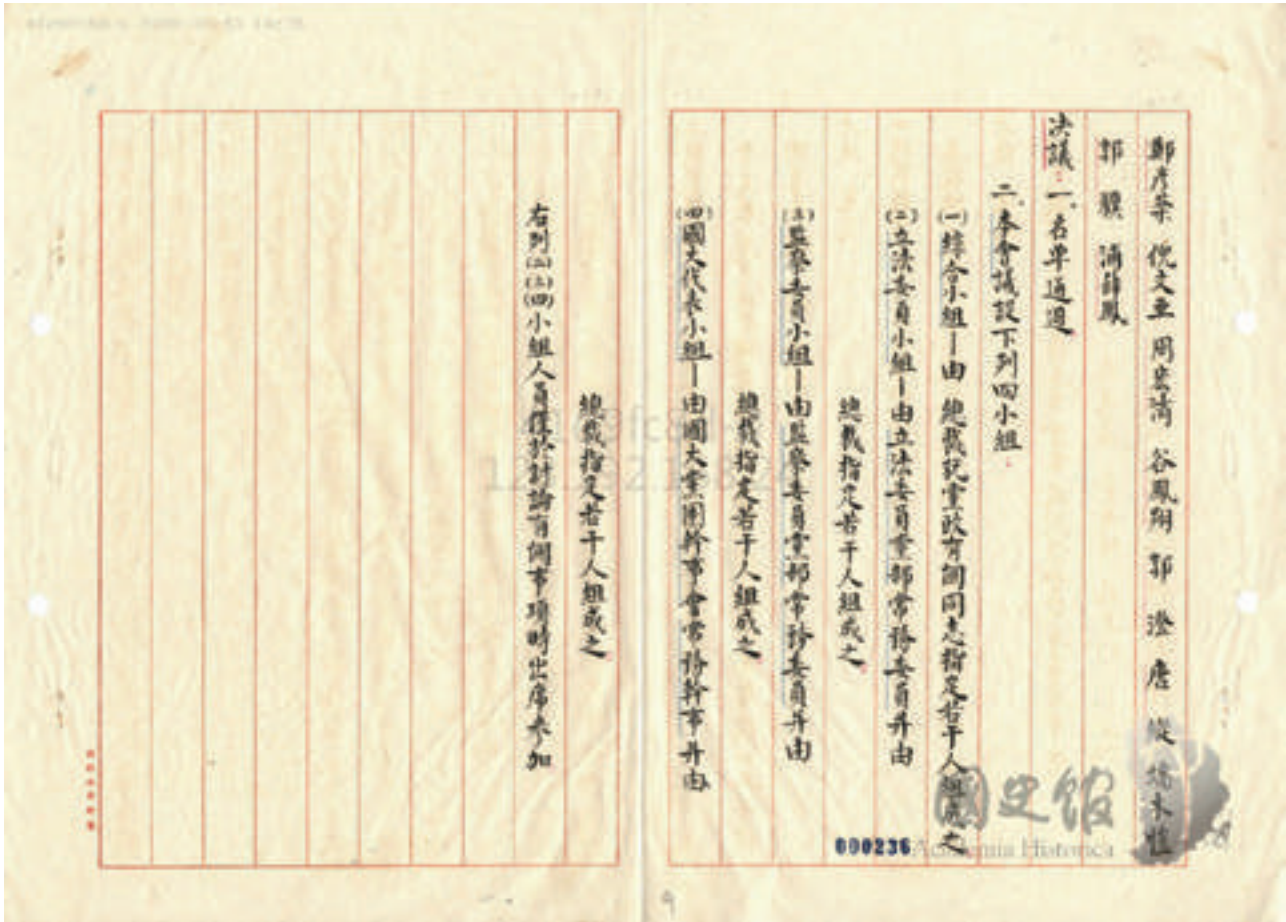 鄭彥棻 倪文亞 周宏濤 谷鳳翔 郭 澄 唐 縱 端木愷
郭 驥 浦薛鳳
決議：一、名單通過
二、本會議設下列四小組：
(一)綜合小組－由 總裁就黨政有關同志指定若干人組成之
(二)立法委員小組－由立法委員黨部常務委員并由
總裁指定若干人組成之
(三)監察委員小組－由監察委員黨部常務委員并由
總裁指定若干人組成之
(四)國大代表小組－由國大黨團幹事會常務幹事并由
總裁指定若干人組成之
右列(二)(三)(四)小組人員僅於討論有關事項時出席參加
000236
國史館
Academia Historica
9